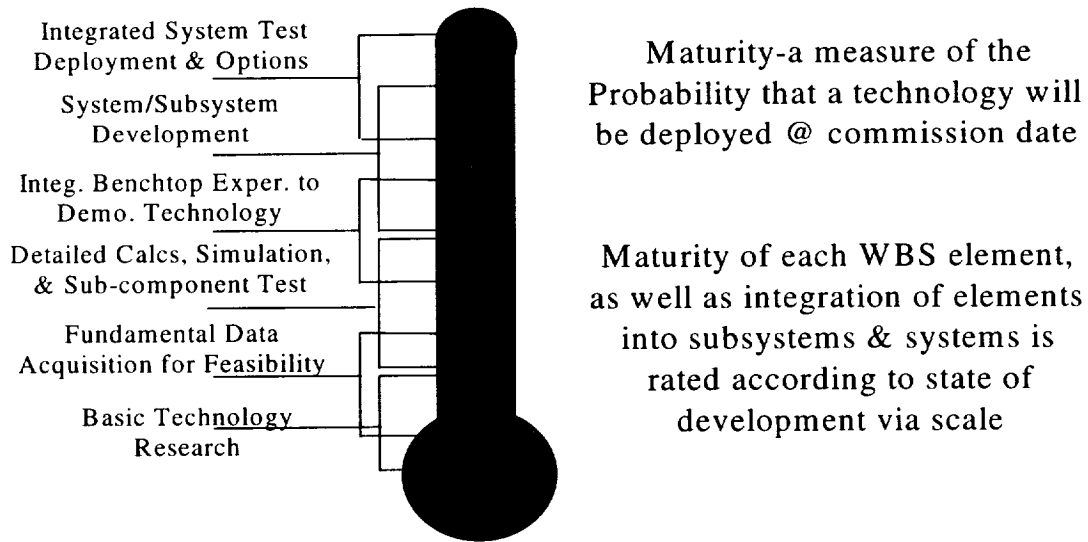 Integrated System Test
Deployment & Options
System/Subsystem
Development
Integ. Benchtop Exper. to
Demo. Technology
Detailed Calcs, Simulation,
& Sub-component Test
Fundamental Data
Acquisition for Feasibility
Basic Technology
Research
Maturity-a measure of the
Probability that a technology will
be deployed @ commission date
Maturity of each WBS element,
as well as integration of elements
into subsystems & systems is
rated according to state of
development via scale